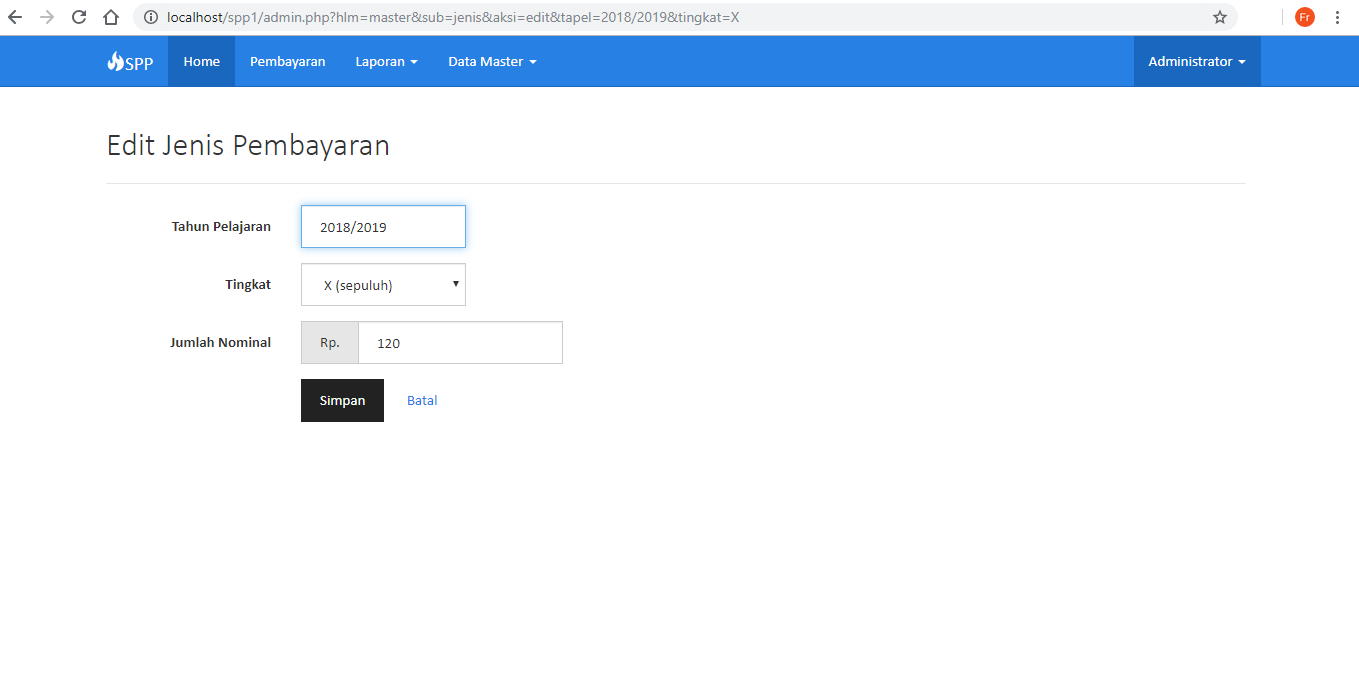 localhost/spp1/admin.php?hlm=master&sub=jenis&aksi=edit&tapel=2018/2019&tingkat=X
Fr
SPP Home Pembayaran Laporan Data Master Administrator
Edit Jenis Pembayaran
Tahun Pelajaran 2018/2019
Tingkat X (sepuluh)
Jumlah Nominal Rp. 120
Simpan Batal